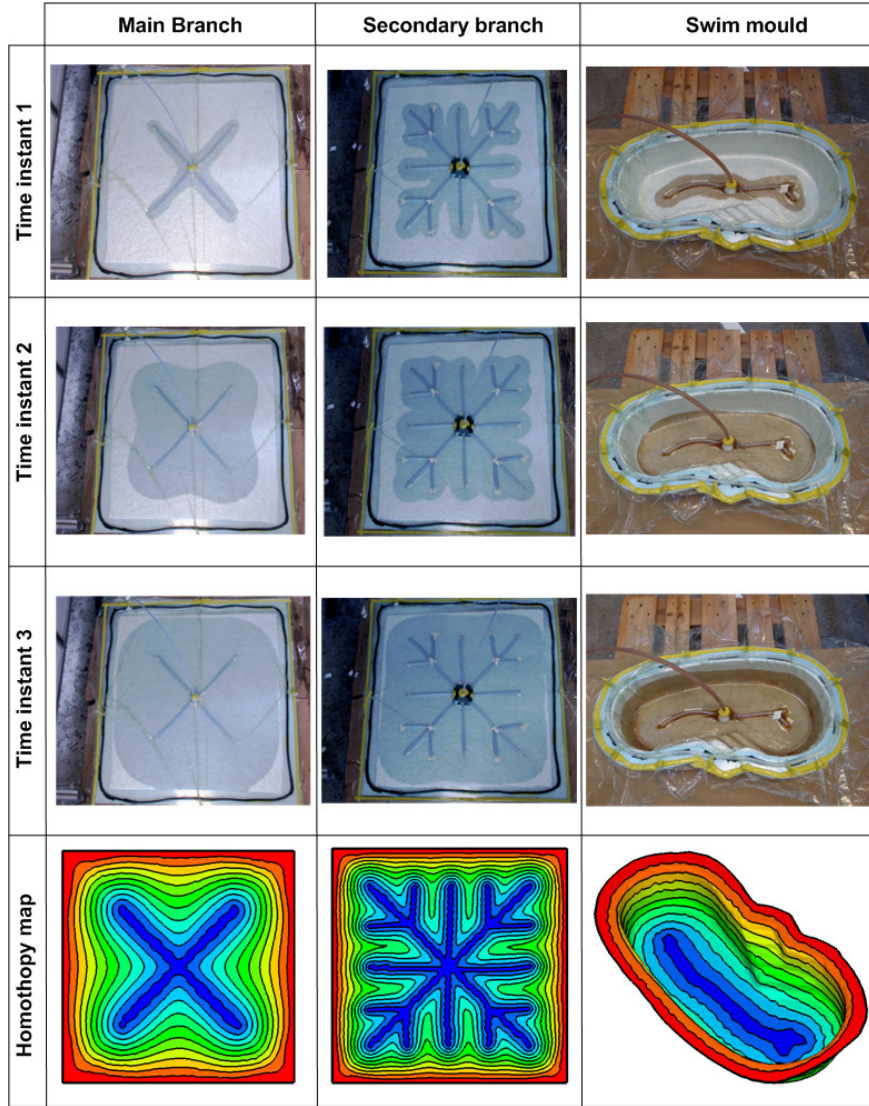 Main Branch
Secondary branch
Swim mould
Time instant 1
Time instant 2
Time instant 3
Homothopy map